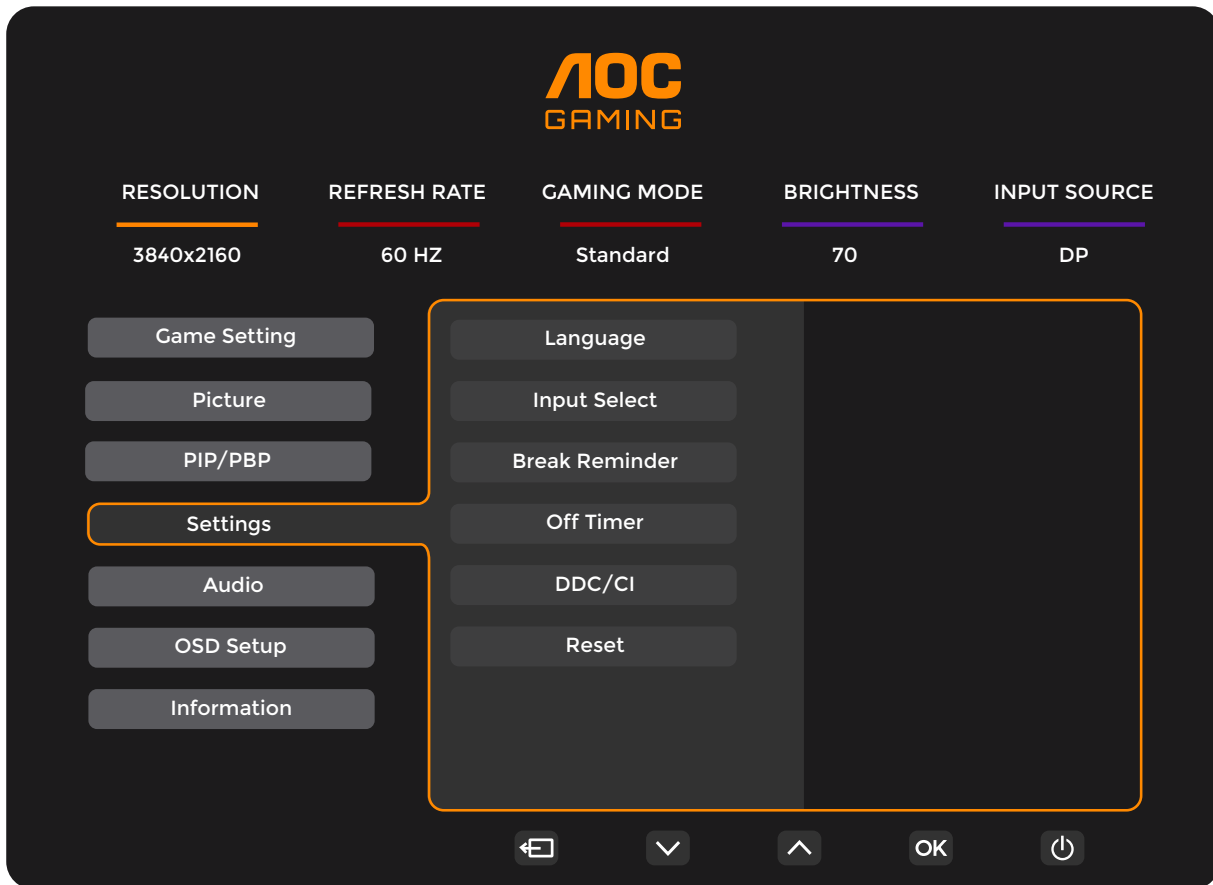 AOC
GAMING
RESOLUTION REFRESH RATE GAMING MODE BRIGHTNESS INPUT SOURCE
3840x2160 60 HZ Standard 70 DP
Game Setting
Picture
PIP/PBP
Settings
Audio
OSD Setup
Information
Language
Input Select
Break Reminder
Off Timer
DDC/CI
Reset
OK